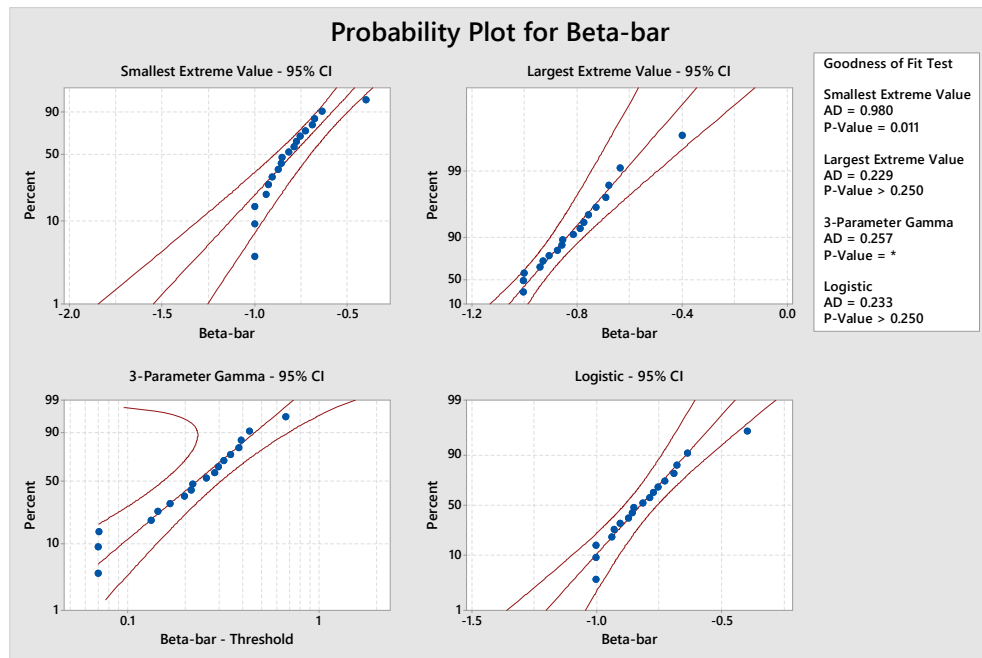 Probability Plot for Beta-bar
Smallest Extreme Value - 95% CI
Percent
90
50
10
1
-2.0 -1.5 -1.0 -0.5
Beta-bar
Largest Extreme Value - 95% CI
Percent
99
90
50
10
-1.2 -0.8 -0.4 0.0
Beta-bar
Goodness of Fit Test
Smallest Extreme Value
AD = 0.980
P-Value = 0.011
Largest Extreme Value
AD = 0.229
P-Value > 0.250
3-Parameter Gamma
AD = 0.257
P-Value = *
Logistic
AD = 0.233
P-Value > 0.250
3-Parameter Gamma - 95% CI
Percent
99
90
50
10
1
0.1 1
Beta-bar - Threshold
Logistic - 95% CI
Percent
99
90
50
10
1
-1.5 -1.0 -0.5
Beta-bar